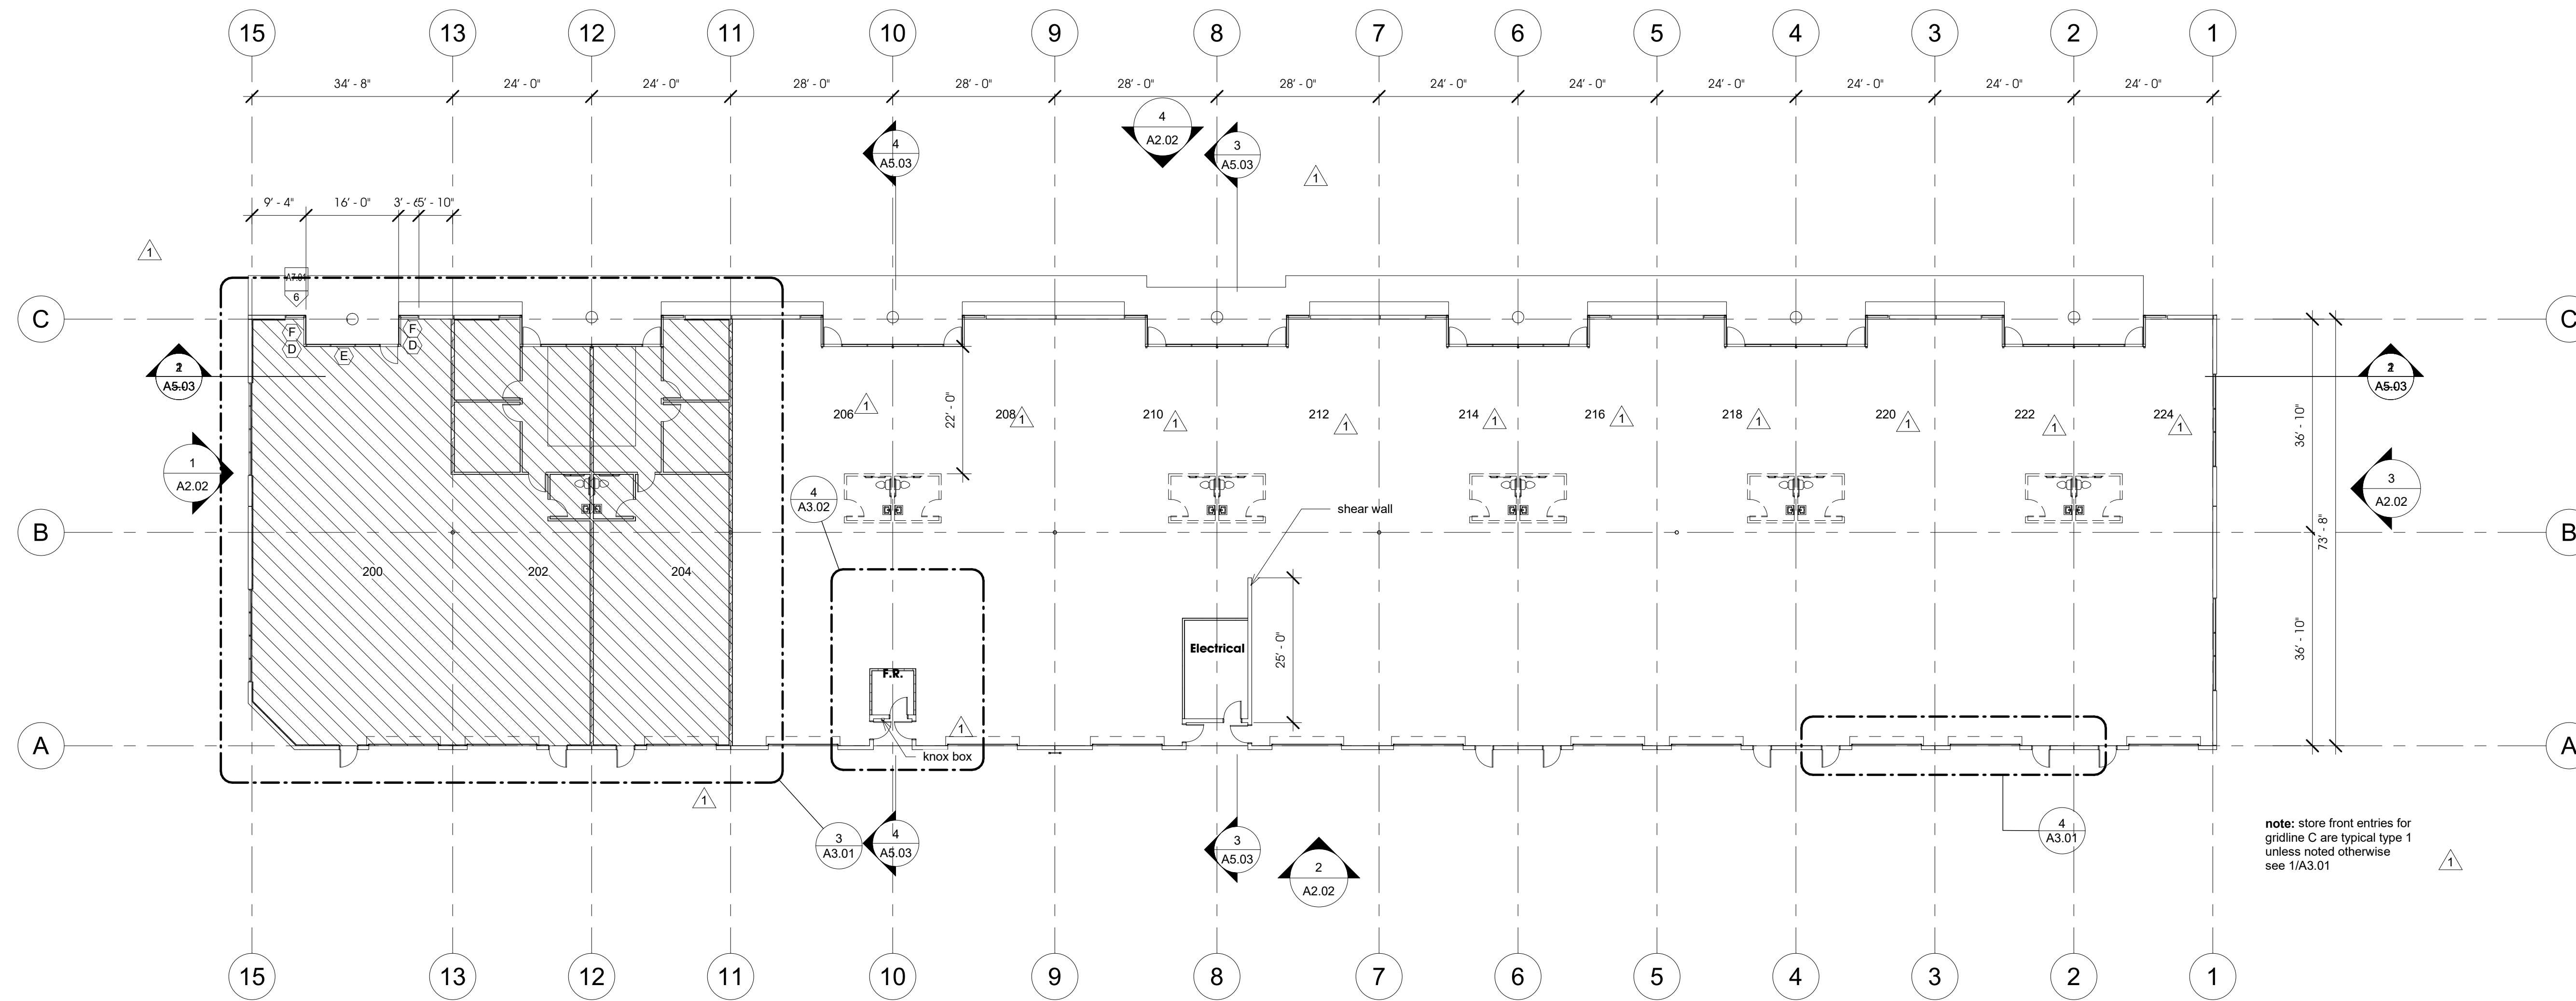 15 13 12 11 10 9 8 7 6 5 4 3 2 1
34' - 8" 24' - 0" 24' - 0" 28' - 0" 28' - 0" 28' - 0" 28' - 0" 24' - 0" 24' - 0" 24' - 0" 24' - 0" 24' - 0" 24' - 0"
4
A2.02
4
A5.03
3
A5.03
1
9' - 4" 16' - 0" 5' - 10"
1
6
C
C
F
D
E
F
D
A5.03
A5.03
22' - 0"
36' - 10"
206
1
208
1
210
1
212
1
214
1
216
1
218
1
220
1
222
1
224
1
1
A2.02
3
A2.02
4
A3.02
shear wall
B
B
73' - 8"
200
202
204
Electrical
25' - 0"
36' - 10"
F.R.
1
A
A
knox box
1
3
A3.01
4
A5.03
3
A5.03
2
A2.02
4
A3.01
note: store front entries for
gridline C are typical type 1
unless noted otherwise
see 1/A3.01
1
15 13 12 11 10 9 8 7 6 5 4 3 2 1